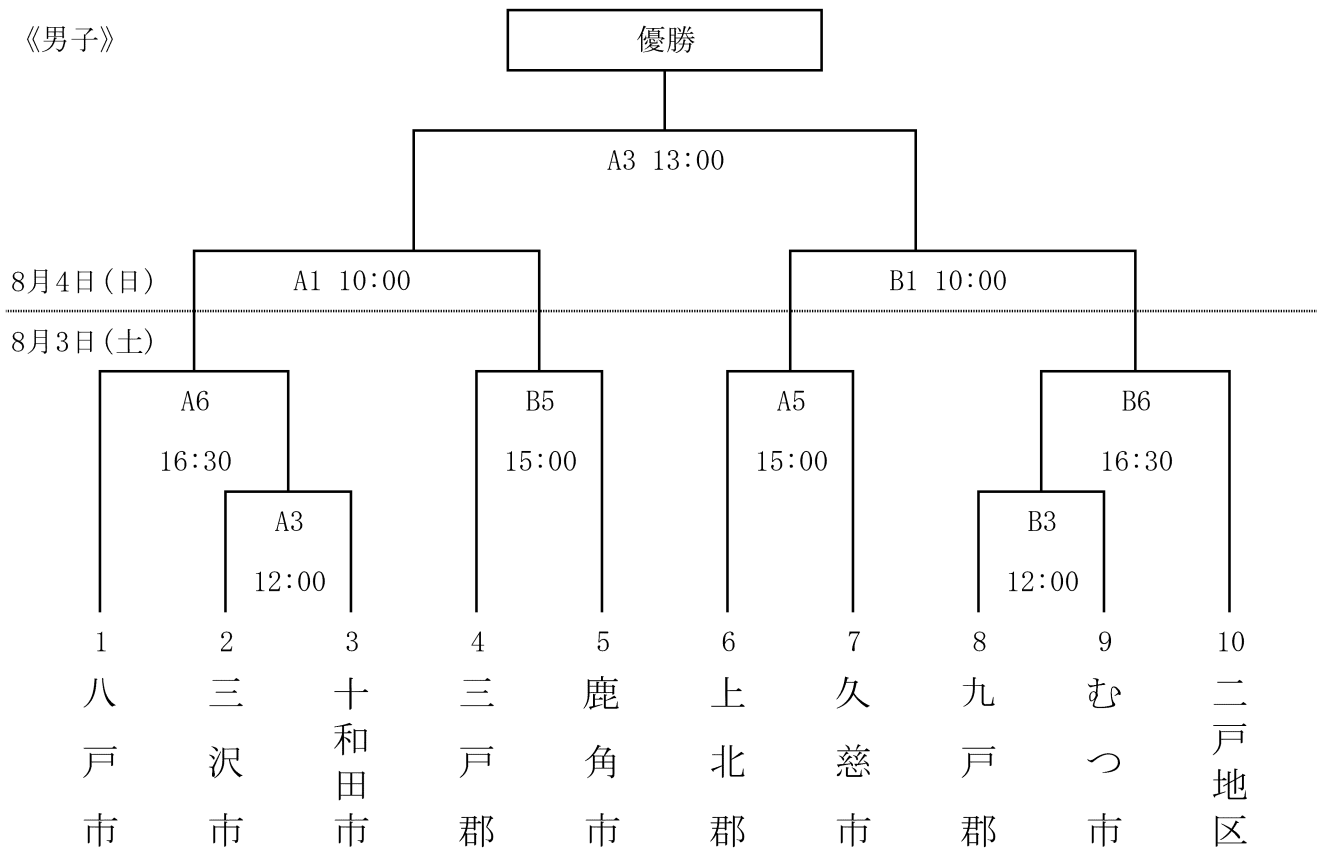 《男子》
優勝
A3 13:00
8月4日(日)
A1 10:00
B1 10:00
8月3日(土)
A6
B5
A5
B6
16:30
15:00
15:00
16:30
A3
B3
12:00
12:00
1
2
3
4
5
6
7
8
9
10
八戸市
三沢市
十和田市
三戸郡
鹿角市
上北郡
久慈市
九戸郡
むつ市
二戸地区